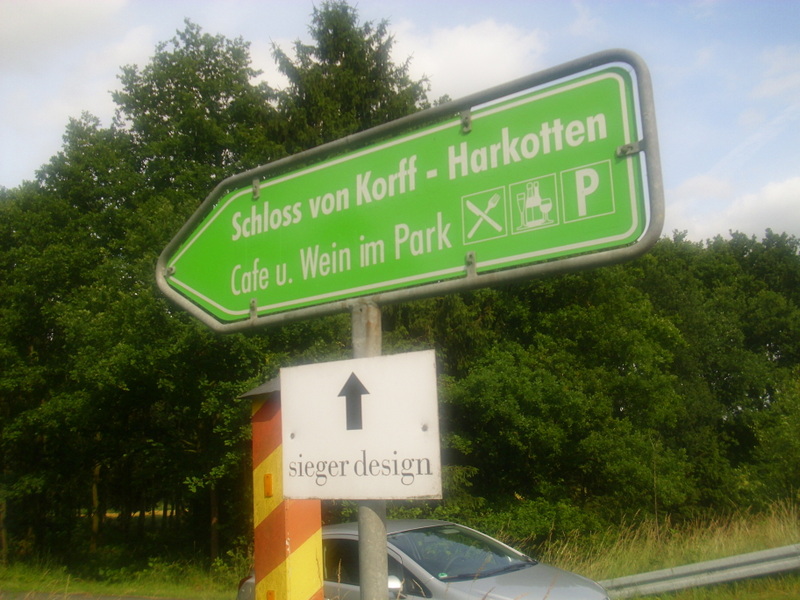 Schloss von Korff - Harkotten
Cafe u. Wein im Park
P
sieger design